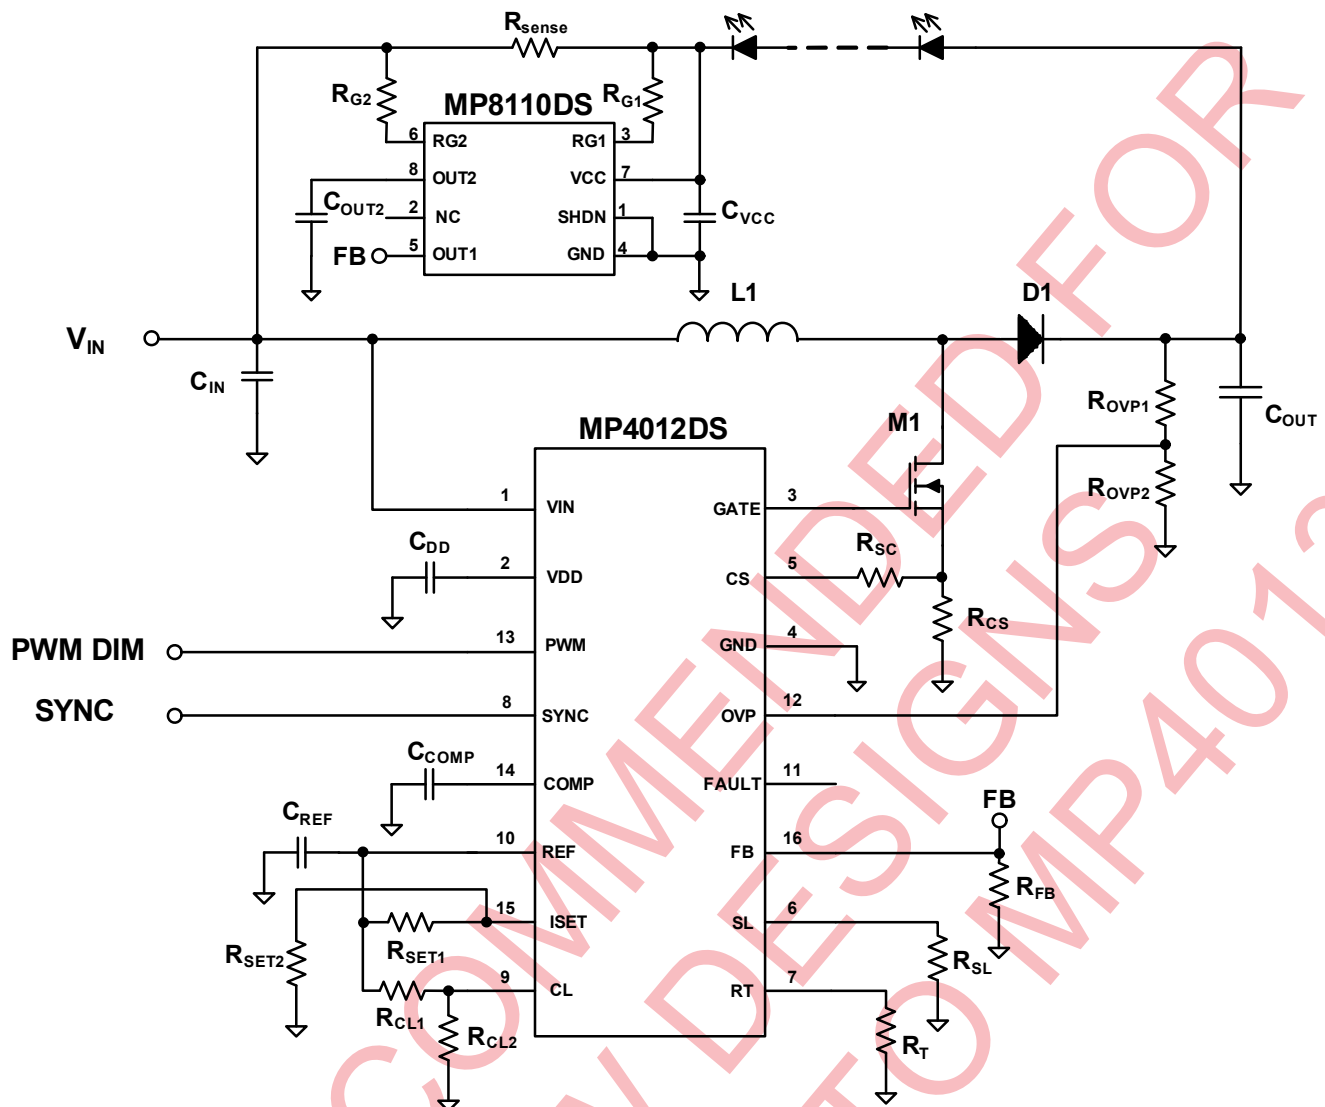 Rsense
RG2
RG1
MP8110DS
6 RG2 RG1 3
8 OUT2 VCC 7
COUT2 2 NC SHDN 1 CVCC
FB 5 OUT1 GND 4
L1 D1
VIN
CIN
ROVP1
COUT
M1
MP4012DS
ROVP2
1 VIN GATE 3
CDD RSC
2 VDD CS 5
RCS
PWM DIM 13 PWM GND 4
SYNC 8 SYNC OVP 12
CCOMP 14 COMP FAULT 11
CREF FB
10 REF FB 16
RFB
15 ISET SL 6
RSET1
RSET2 RSL
9 CL RT 7
RCL1
RCL2 RT
COMMENDED FOR
DESIGNS
TO MP401